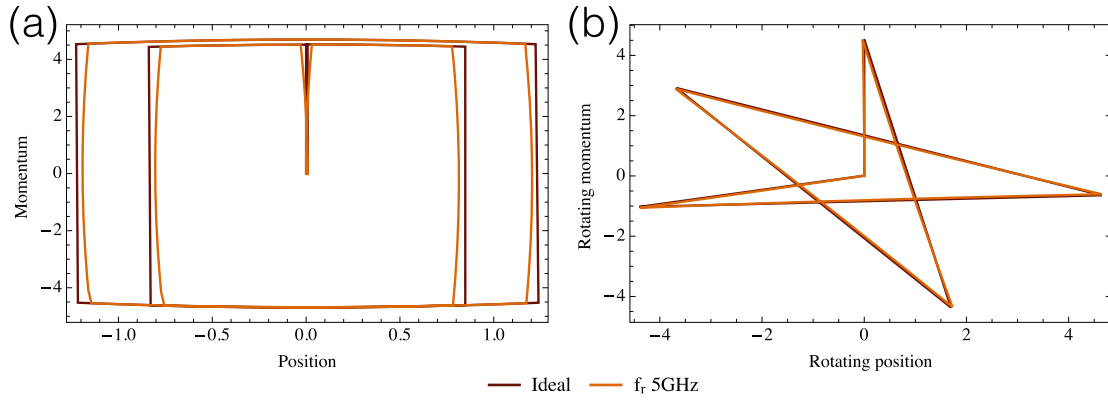 (a)
(b)
4
2
0
−2
−4
Momentum
−1.0 −0.5 0.0 0.5 1.0
Position
4
2
0
−2
−4
Rotating momentum
−4 −2 0 2 4
Rotating position
Ideal fr 5GHz